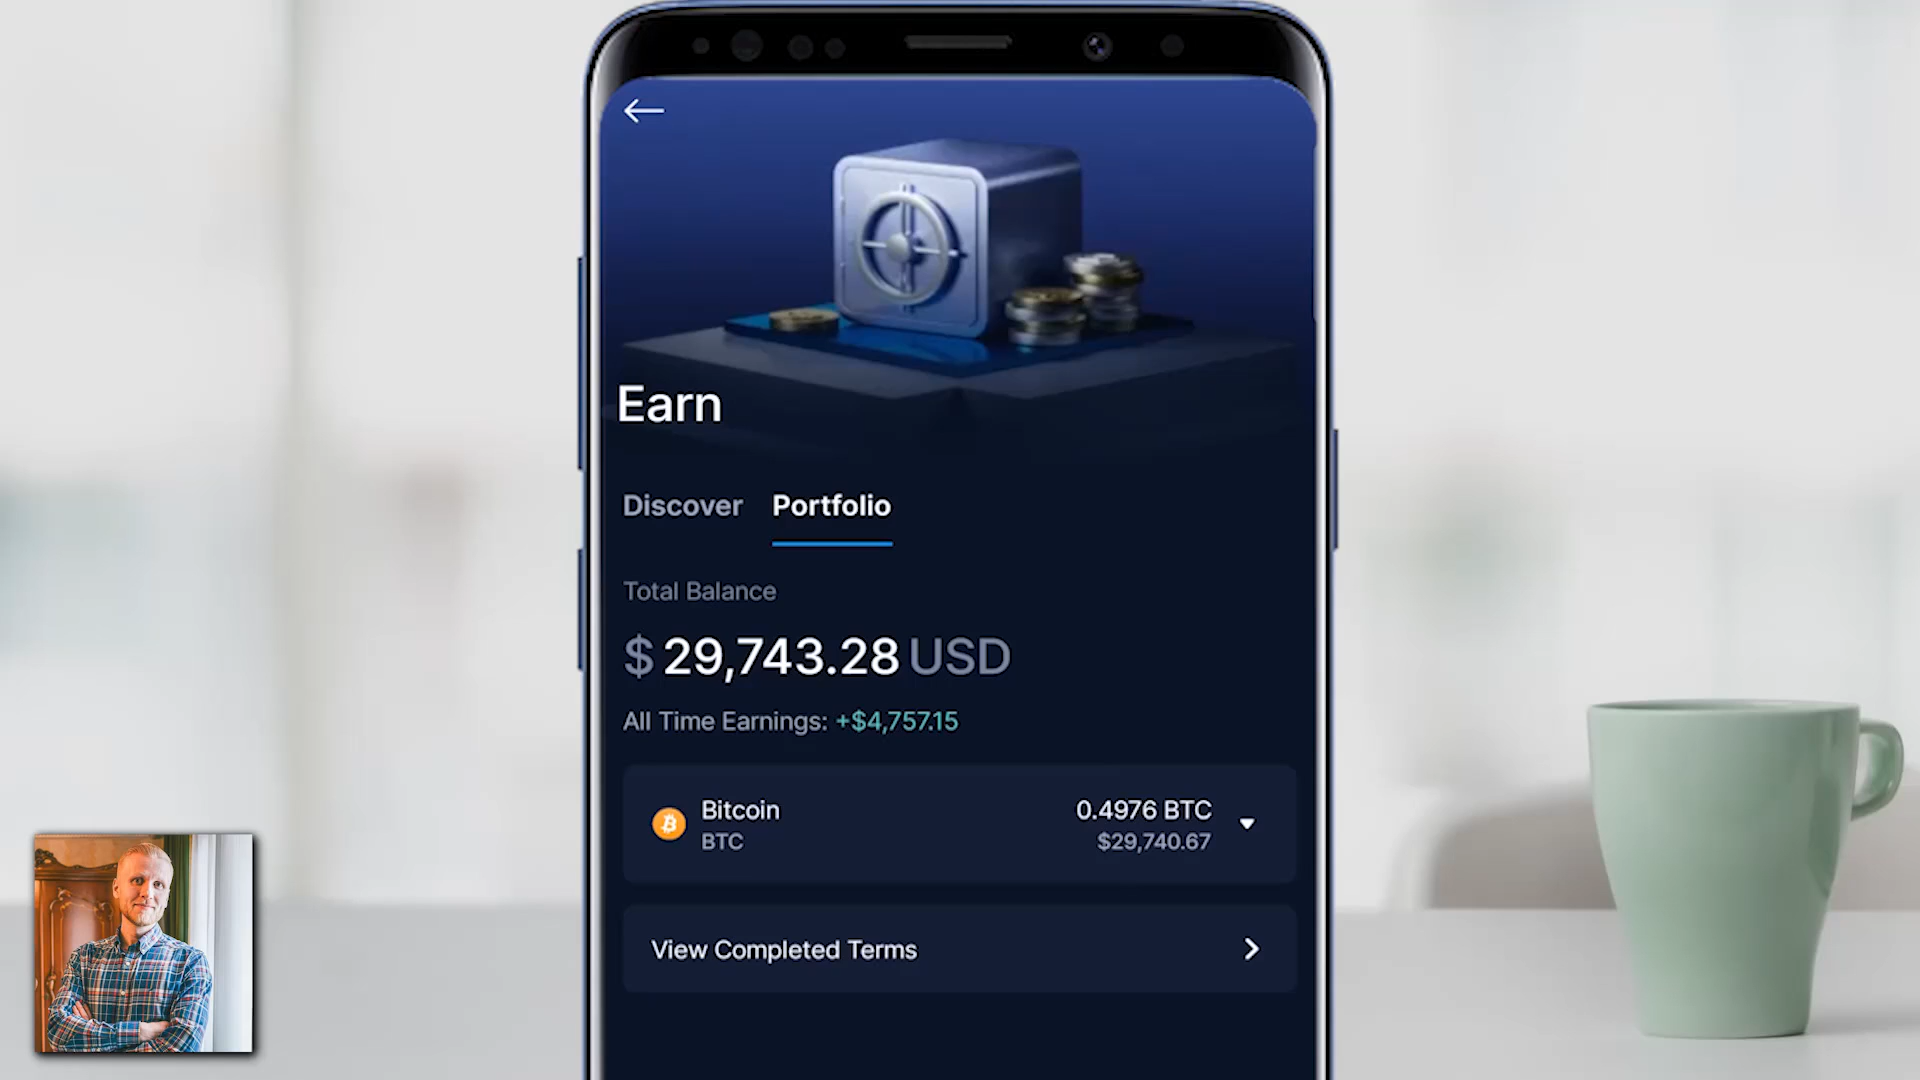 Earn
Discover Portfolio
Total Balance
$ 29,743.28 USD
All Time Earnings: +$4,757.15
Bitcoin 0.4976 BTC
BTC $29,740.67
View Completed Terms